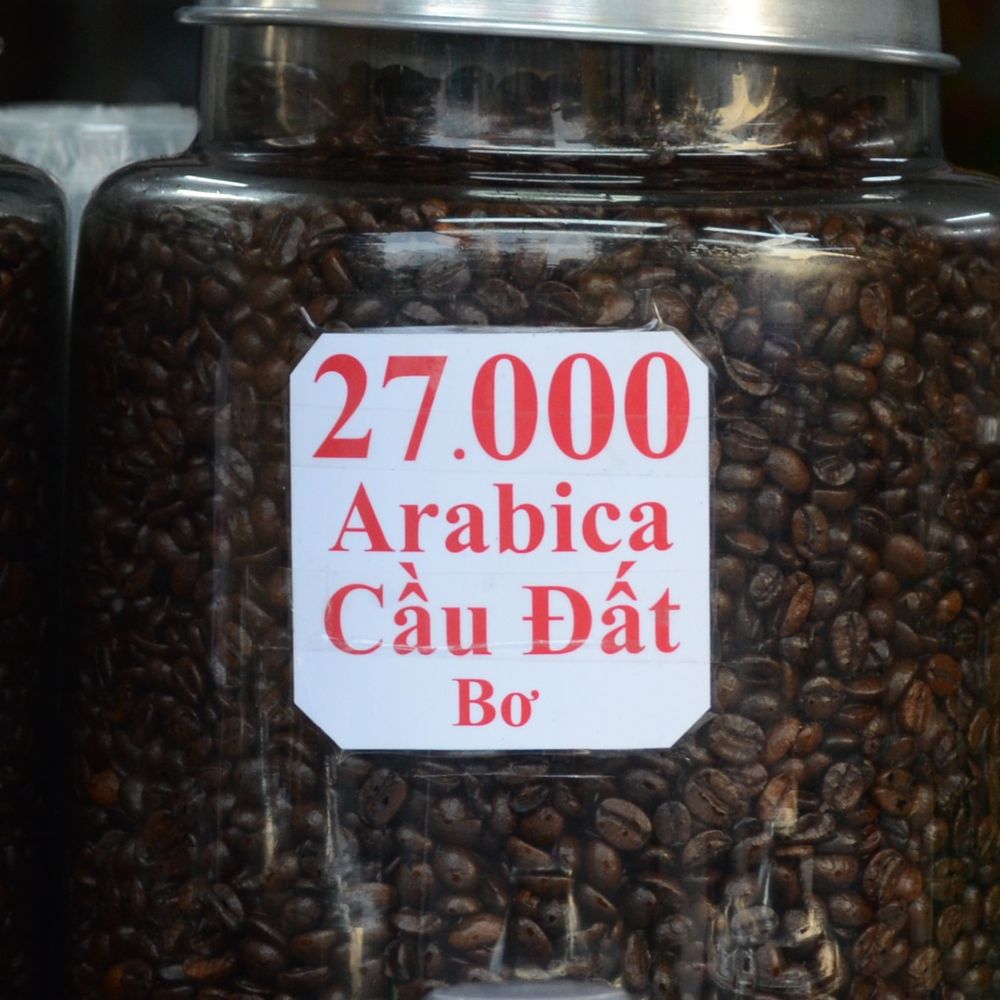 27.000
Arabica
Cầu Đất
Bơ